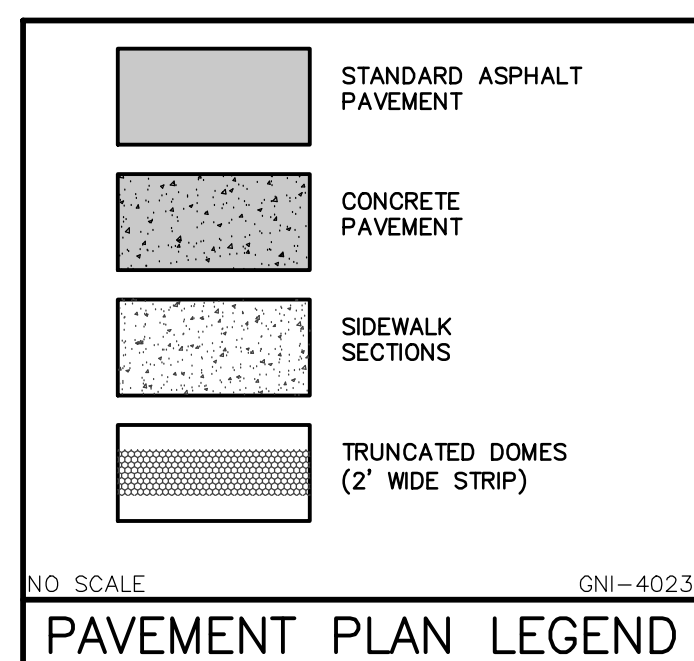 STANDARD ASPHALT
PAVEMENT
CONCRETE
PAVEMENT
SIDEWALK
SECTIONS
TRUNCATED DOMES
(2' WIDE STRIP)
NO SCALE GNI-4023
PAVEMENT PLAN LEGEND